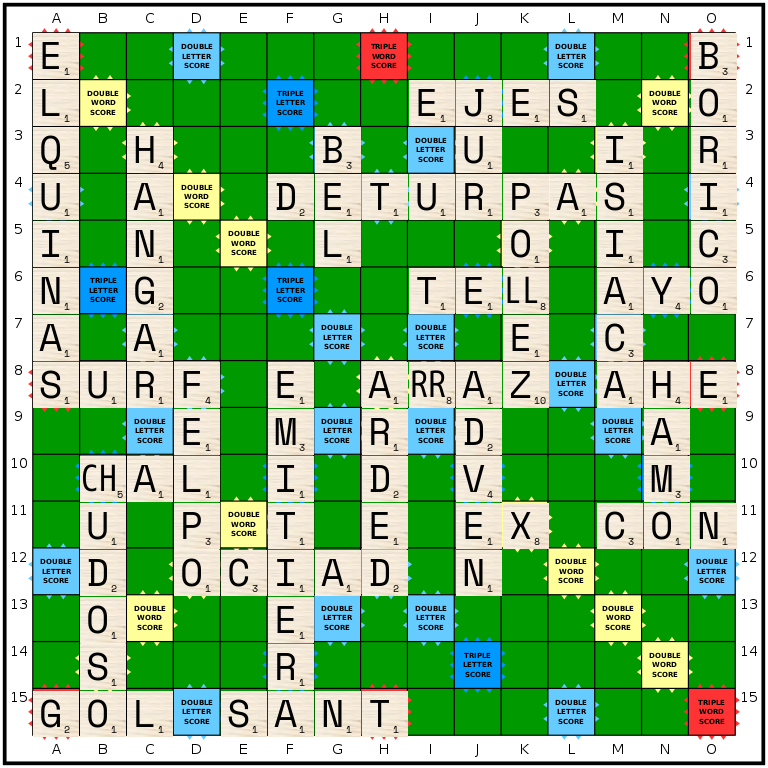 A B C D E F G H I J K L M N O
1 E1 DOUBLE LETTER SCORE TRIPLE WORD SCORE DOUBLE LETTER SCORE B3 1
2 L1 DOUBLE WORD SCORE TRIPLE LETTER SCORE E1 J8 E1 S1 DOUBLE WORD SCORE O1 2
3 Q5 H4 B3 DOUBLE LETTER SCORE U1 I1 R1 3
4 U1 A1 DOUBLE WORD SCORE D2 E1 T1 U1 R1 P3 A1 S1 I1 4
5 I1 N1 DOUBLE WORD SCORE L1 O1 I1 C3 5
6 N1 TRIPLE LETTER SCORE G2 TRIPLE LETTER SCORE T1 E1 LL8 A1 Y4 O1 6
7 A1 A1 DOUBLE LETTER SCORE DOUBLE LETTER SCORE E1 C3 7
8 S1 U1 R1 F4 E1 A1 RR8 A1 Z10 DOUBLE LETTER SCORE A1 H4 E1 8
9 DOUBLE LETTER SCORE E1 M3 DOUBLE LETTER SCORE R1 DOUBLE LETTER SCORE D2 DOUBLE LETTER SCORE A1 9
10 CH5 A1 L1 I1 D2 V4 M3 10
11 U1 P3 DOUBLE WORD SCORE T1 E1 E1 X8 C3 O1 N1 11
12 DOUBLE LETTER SCORE D2 O1 C3 I1 A1 D2 N1 DOUBLE WORD SCORE DOUBLE LETTER SCORE 12
13 O1 DOUBLE WORD SCORE E1 DOUBLE LETTER SCORE DOUBLE LETTER SCORE DOUBLE WORD SCORE 13
14 S1 R1 TRIPLE LETTER SCORE DOUBLE WORD SCORE 14
15 G2 O1 L1 DOUBLE LETTER SCORE S1 A1 N1 T1 DOUBLE LETTER SCORE TRIPLE WORD SCORE 15
A B C D E F G H I J K L M N O